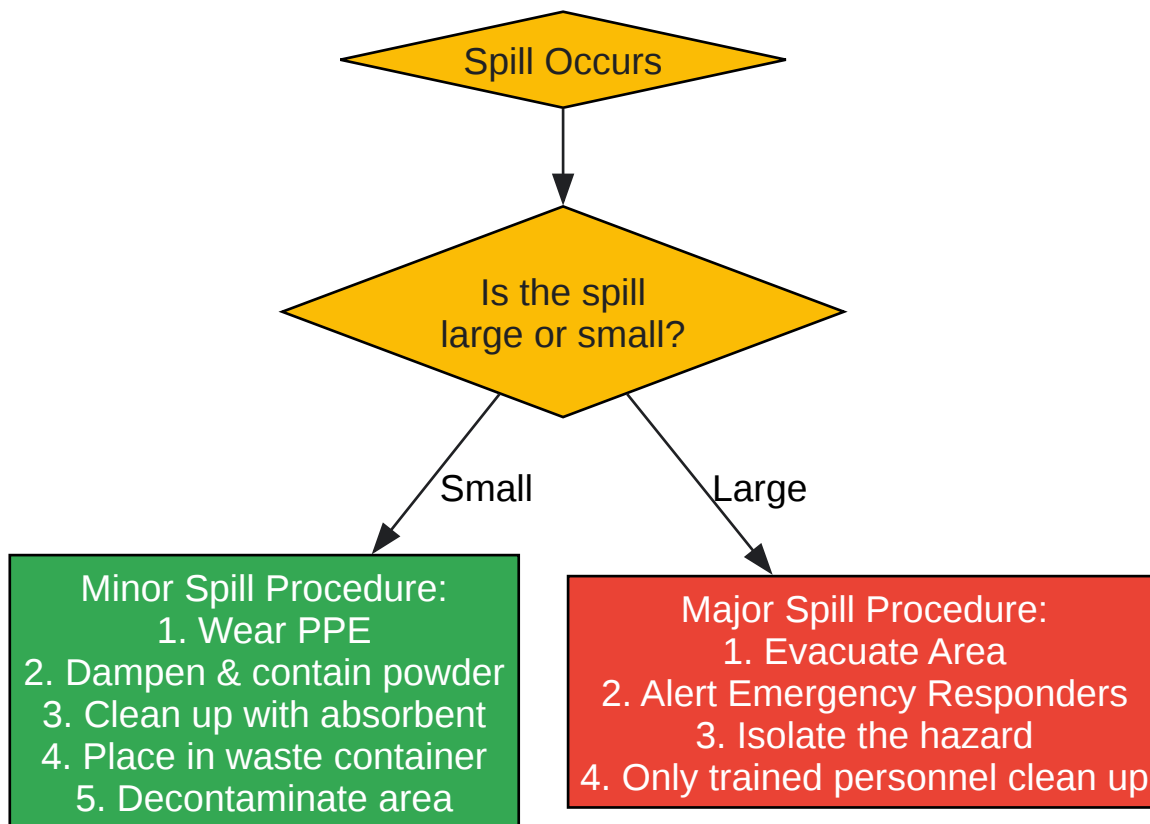 Spill Occurs
Is the spill
large or small?
Small
Large
Minor Spill Procedure:
1. Wear PPE
2. Dampen & contain powder
3. Clean up with absorbent
4. Place in waste container
5. Decontaminate area
Major Spill Procedure:
1. Evacuate Area
2. Alert Emergency Responders
3. Isolate the hazard
4. Only trained personnel clean up